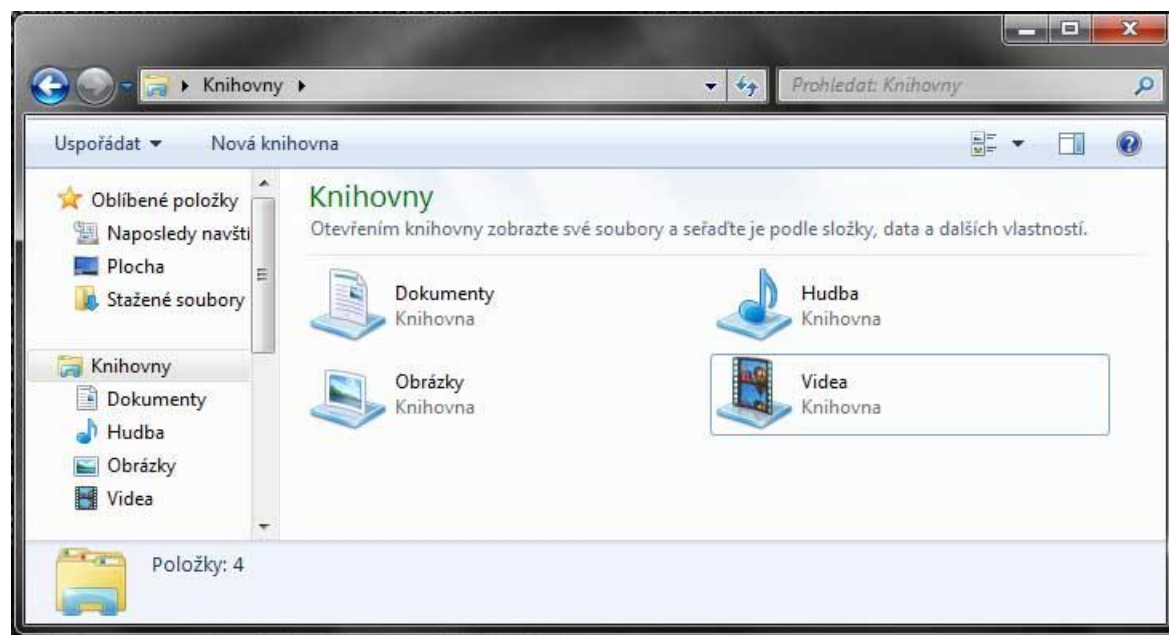 Knihovny
Prohledat: Knihovny
Uspořádat
Nová knihovna
Oblíbené položky
Naposledy navšti
Plocha
Stažené soubory
Knihovny
Dokumenty
Hudba
Obrázky
Videa
Knihovny
Otevřením knihovny zobrazte své soubory a seřaďte je podle složky, data a dalších vlastností.
Dokumenty
Knihovna
Hudba
Knihovna
Obrázky
Knihovna
Videa
Knihovna
Položky: 4